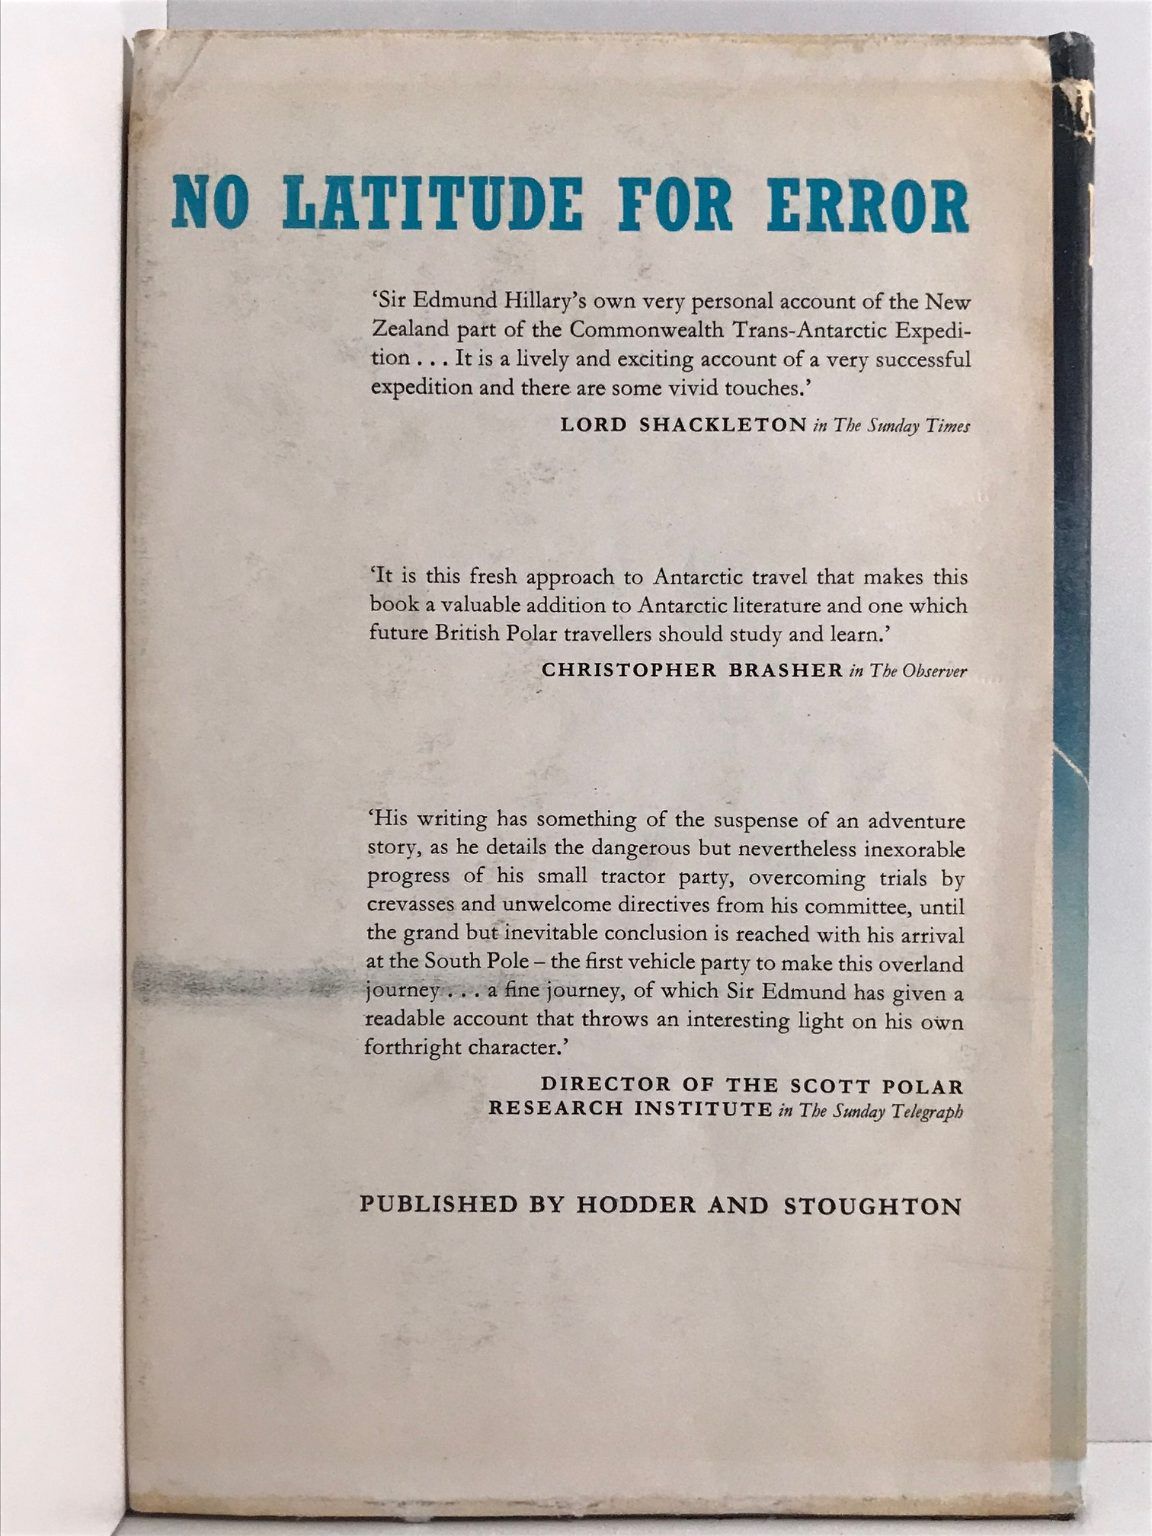 NO LATITUDE FOR ERROR
‘Sir Edmund Hillary’s own very personal account of the New
Zealand part of the Commonwealth Trans-Antarctic Expedi-
tion . . . It is a lively and exciting account of a very successful
expedition and there are some vivid touches.’
LORD SHACKLETON in The Sunday Times
‘It is this fresh approach to Antarctic travel that makes this
book a valuable addition to Antarctic literature and one which
future British Polar travellers should study and learn.’
CHRISTOPHER BRASHER in The Observer
‘His writing has something of the suspense of an adventure
story, as he details the dangerous but nevertheless inexorable
progress of his small tractor party, overcoming trials by
crevasses and unwelcome directives from his committee, until
the grand but inevitable conclusion is reached with his arrival
at the South Pole – the first vehicle party to make this overland
journey . . . a fine journey, of which Sir Edmund has given a
readable account that throws an interesting light on his own
forthright character.’
DIRECTOR OF THE SCOTT POLAR
RESEARCH INSTITUTE in The Sunday Telegraph
PUBLISHED BY HODDER AND STOUGHTON